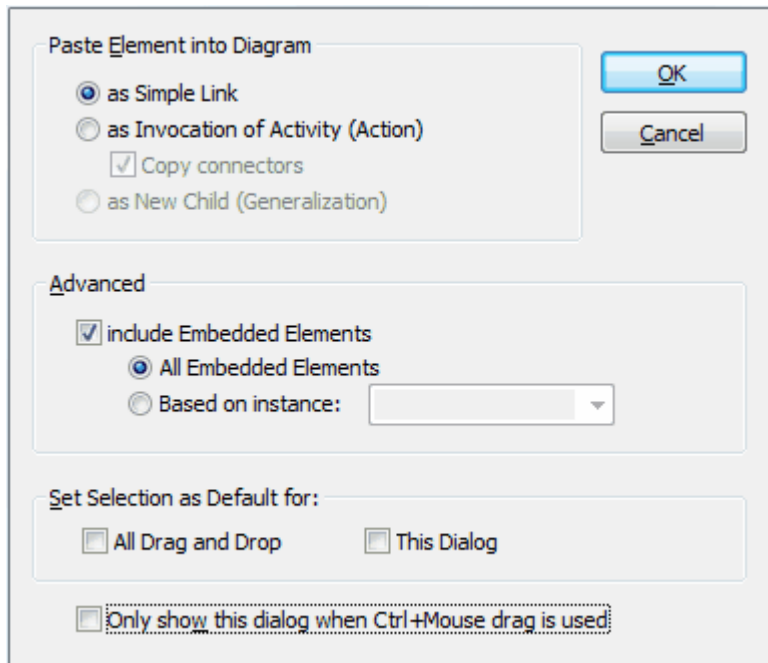 Paste Element into Diagram
OK
as Simple Link
as Invocation of Activity (Action)
Cancel
Copy connectors
as New Child (Generalization)
Advanced
include Embedded Elements
All Embedded Elements
Based on instance:
Set Selection as Default for:
All Drag and Drop This Dialog
Only show this dialog when Ctrl+Mouse drag is used